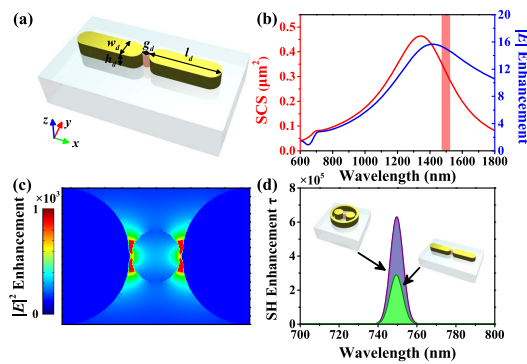 (a)
w_d
g_d
l_d
h_d
z
y
x
(b)
SCS (μm²)
0.5
0.4
0.3
0.2
0.1
0.0
20
16
12
8
4
0
|E| Enhancement
600 800 1000 1200 1400 1600 1800
Wavelength (nm)
(c)
|E|² Enhancement
1 ×10³
0
(d)
SH Enhancement τ
8 ×10⁵
6
4
2
0
700 720 740 760 780 800
Wavelength (nm)